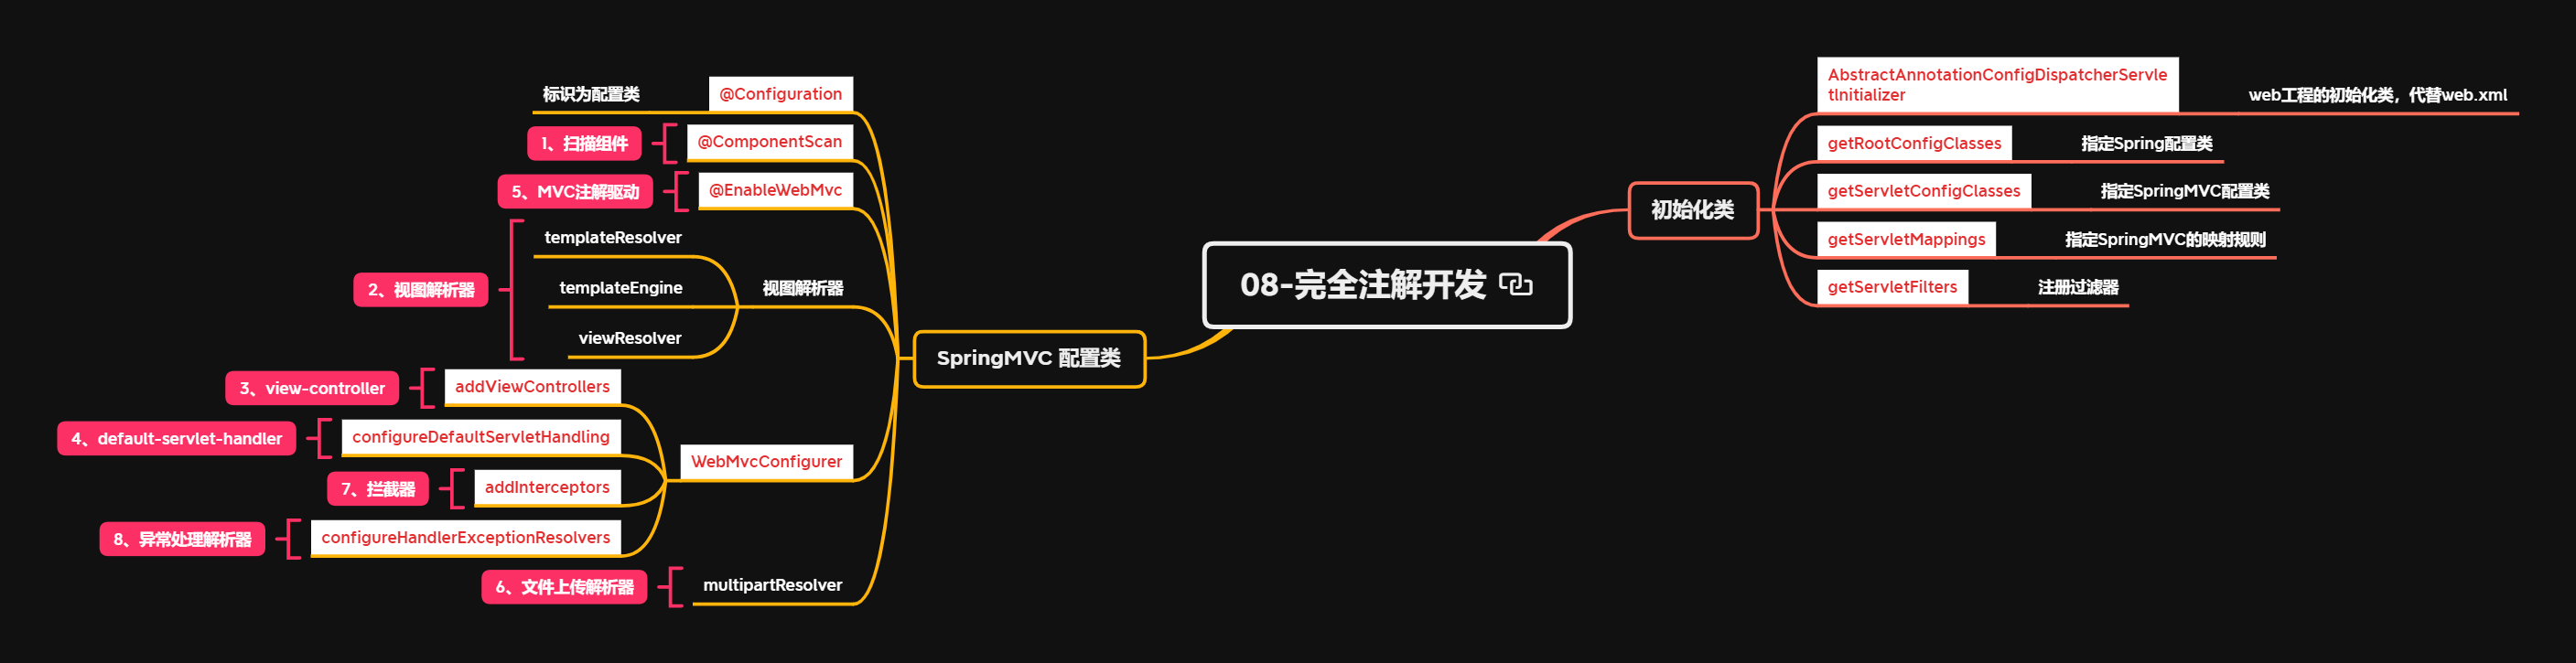 08-完全注解开发
初始化类
AbstractAnnotationConfigDispatcherServle
tInitializer
web工程的初始化类，代替web.xml
getRootConfigClasses
指定Spring配置类
getServletConfigClasses
指定SpringMVC配置类
getServletMappings
指定SpringMVC的映射规则
getServletFilters
注册过滤器
SpringMVC 配置类
@Configuration
标识为配置类
@ComponentScan
1、扫描组件
@EnableWebMvc
5、MVC注解驱动
视图解析器
templateResolver
templateEngine
viewResolver
2、视图解析器
WebMvcConfigurer
addViewControllers
3、view-controller
configureDefaultServletHandling
4、default-servlet-handler
addInterceptors
7、拦截器
configureHandlerExceptionResolvers
8、异常处理解析器
multipartResolver
6、文件上传解析器